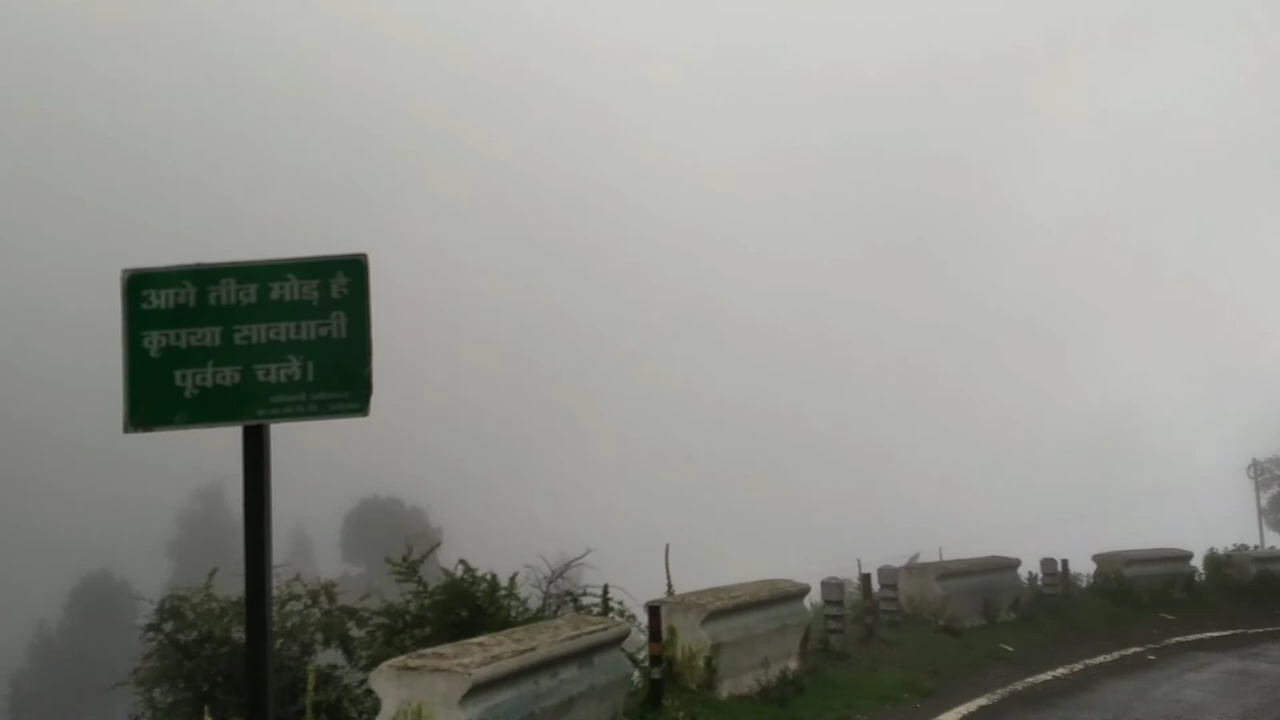 आगे तीव्र मोड़ है
कृपया सावधानी
पूर्वक चलें।